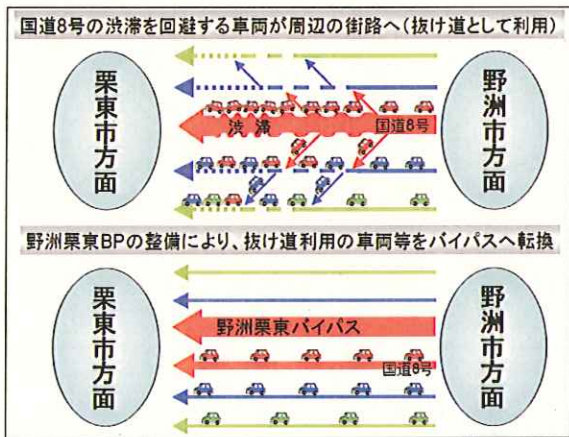 国道8号の渋滞を回避する車両が周辺の街路へ(抜け道として利用)
栗東市方面
渋滞
国道8号
野洲市方面
野洲栗東BPの整備により、抜け道利用の車両等をバイパスへ転換
栗東市方面
野洲栗東バイパス
国道8号
野洲市方面